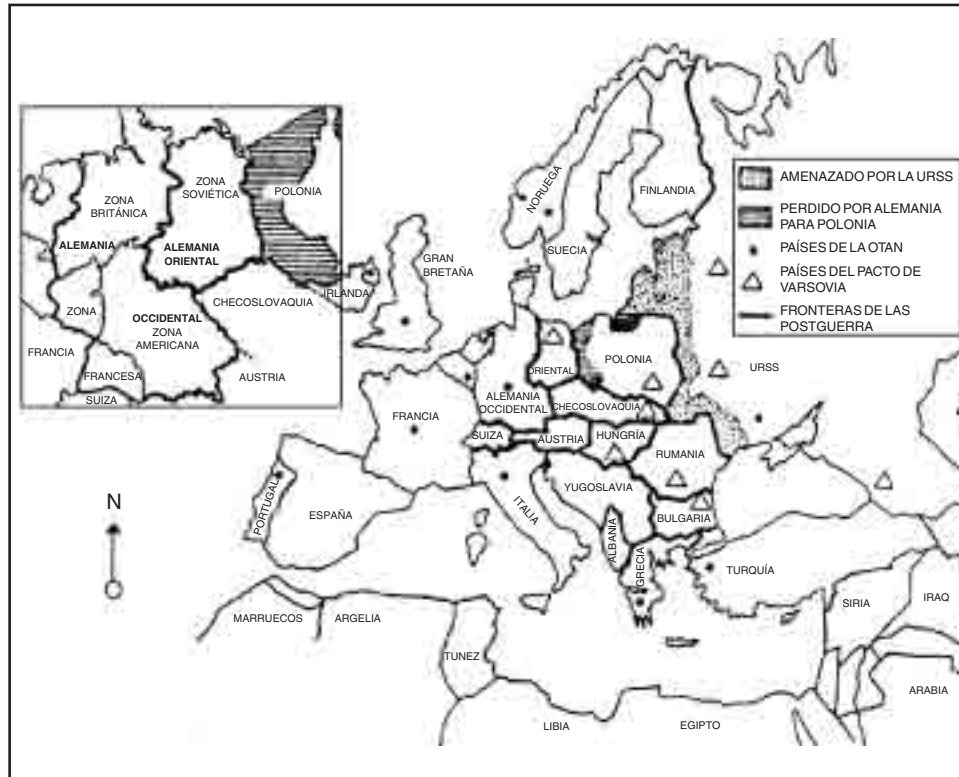 ZONA
BRITÁNICA
ALEMANIA
ZONA
SOVIÉTICA
ALEMANIA
ORIENTAL
POLONIA
CHECOSLOVAQUIA
ZONA
OCCIDENTAL
ZONA
AMERICANA
FRANCIA
FRANCESA
SUIZA
AUSTRIA
NORUEGA
SUECIA
FINLANDIA
GRAN
BRETAÑA
IRLANDA
AMENAZADO POR LA URSS
PERDIDO POR ALEMANIA
PARA POLONIA
PAÍSES DE LA OTAN
PAÍSES DEL PACTO DE
VARSOVIA
FRONTERAS DE LAS
POSTGUERRA
URSS
POLONIA
ORIENTAL
ALEMANIA
OCCIDENTAL
CHECOSLOVAQUIA
FRANCIA
SUIZA
AUSTRIA
HUNGRÍA
RUMANIA
YUGOSLAVIA
ITALIA
PORTUGAL
ESPAÑA
BULGARIA
ALBANIA
GRECIA
TURQUÍA
N
MARRUECOS
ARGELIA
TUNEZ
LIBIA
EGIPTO
SIRIA
IRAQ
ARABIA